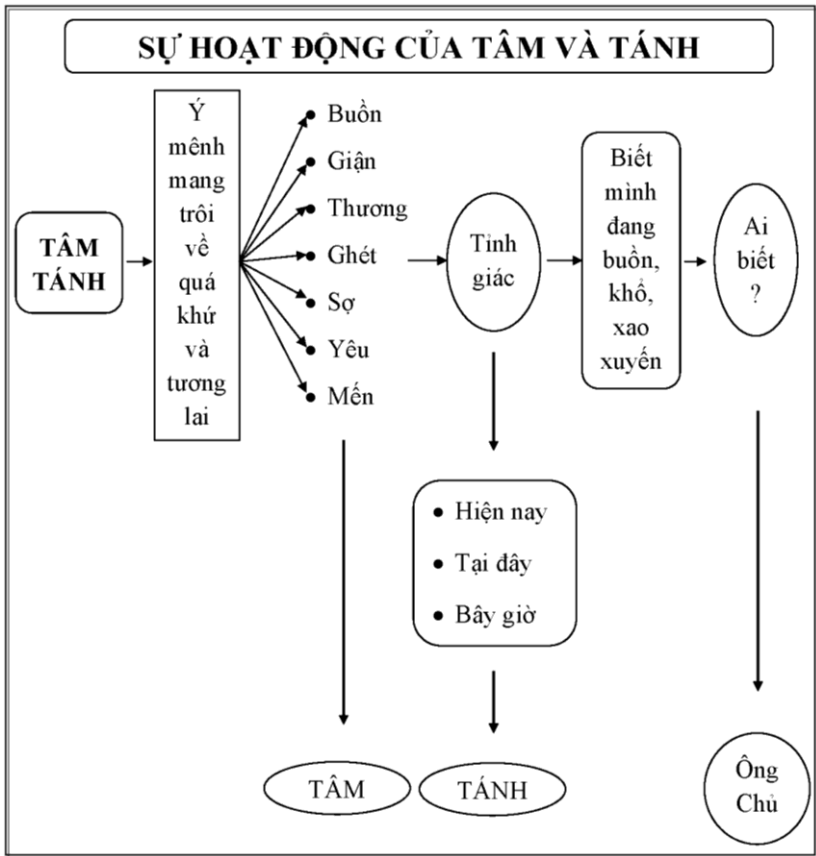 SỰ HOẠT ĐỘNG CỦA TÂM VÀ TÁNH
TÂM
TÁNH
Ý
mênh
mang
trôi
về
quá
khứ
và
tương
lai
Buồn
Giận
Thương
Ghét
Sợ
Yêu
Mến
Tỉnh
giác
Biết
mình
đang
buồn,
khổ,
xao
xuyến
Ai
biết
?
Hiện nay
Tại đây
Bây giờ
TÂM
TÁNH
Ông
Chủ